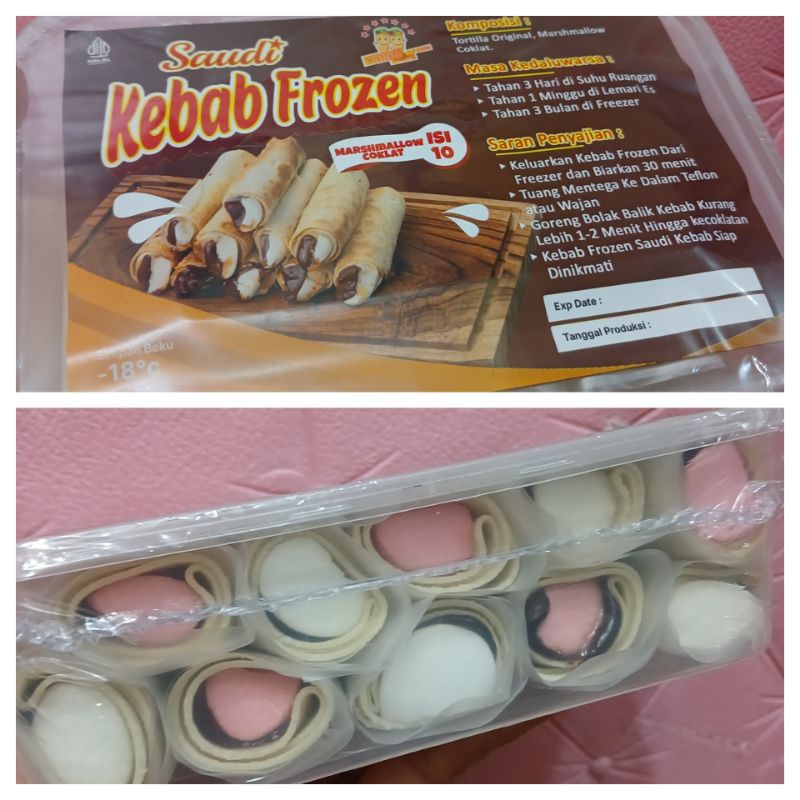 HALAL
Saudi
Kebab Frozen
MARSHMALLOW
COKLAT
ISI
10
Simpan Beku
-18°c
Komposisi :
Tortilla Original, Marshmallow
Coklat.
Masa Kedaluwarsa :
▸ Tahan 3 Hari di Suhu Ruangan
▸ Tahan 1 Minggu di Lemari Es
▸ Tahan 3 Bulan di Freezer
Saran Penyajian :
▸ Keluarkan Kebab Frozen Dari
Freezer dan Biarkan 30 menit
▸ Tuang Mentega Ke Dalam Teflon
atau Wajan
▸ Goreng Bolak Balik Kebab Kurang
Lebih 1-2 Menit Hingga kecoklatan
▸ Kebab Frozen Saudi Kebab Siap
Dinikmati
Exp Date :
Tanggal Produksi :